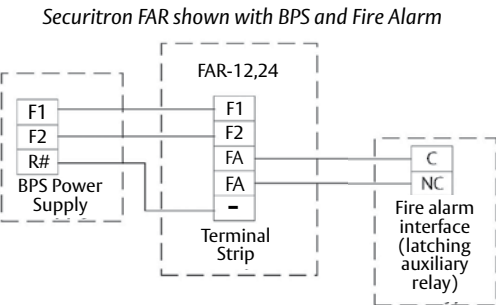 Securitron FAR shown with BPS and Fire Alarm
FAR-12,24
F1
F2
R#
BPS Power
Supply
F1
F2
FA
FA
-
Terminal
Strip
C
NC
Fire alarm
interface
(latching
auxiliary
relay)